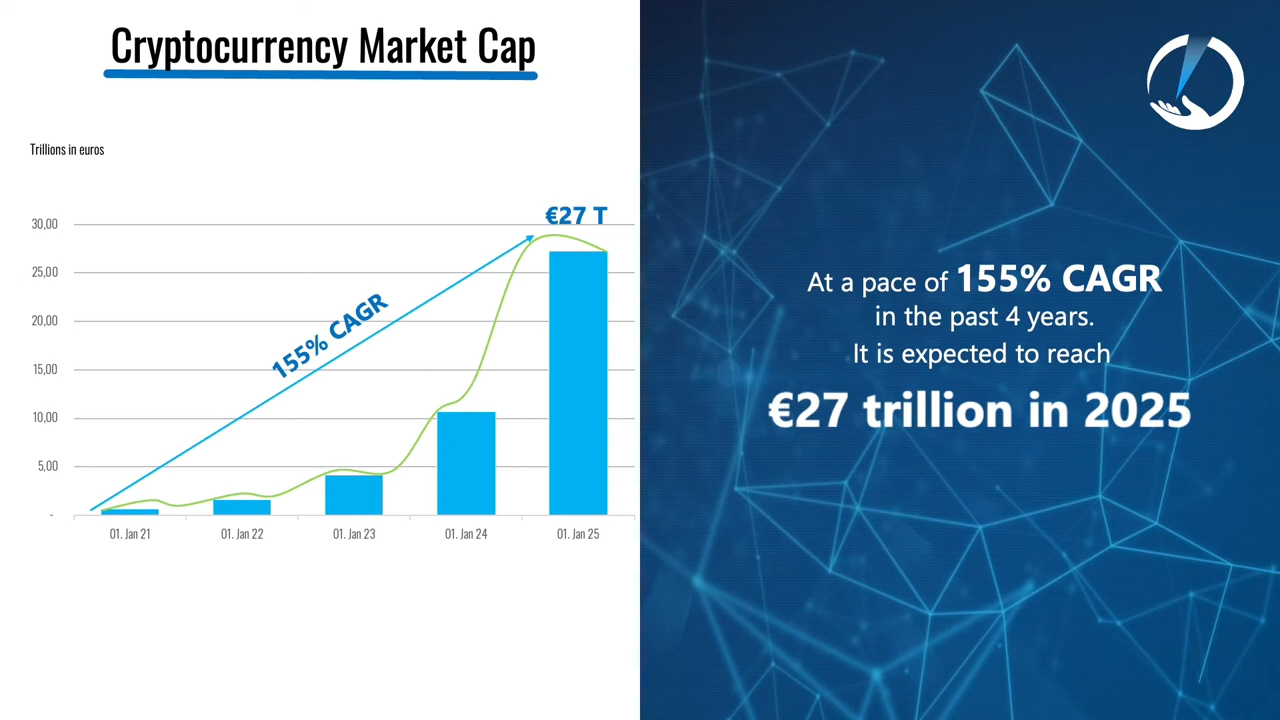 Cryptocurrency Market Cap
Trillions in euros
€27 T
30,00
25,00
20,00
15,00
10,00
5,00
-
155% CAGR
01. Jan 21
01. Jan 22
01. Jan 23
01. Jan 24
01. Jan 25
At a pace of 155% CAGR
in the past 4 years.
It is expected to reach
€27 trillion in 2025